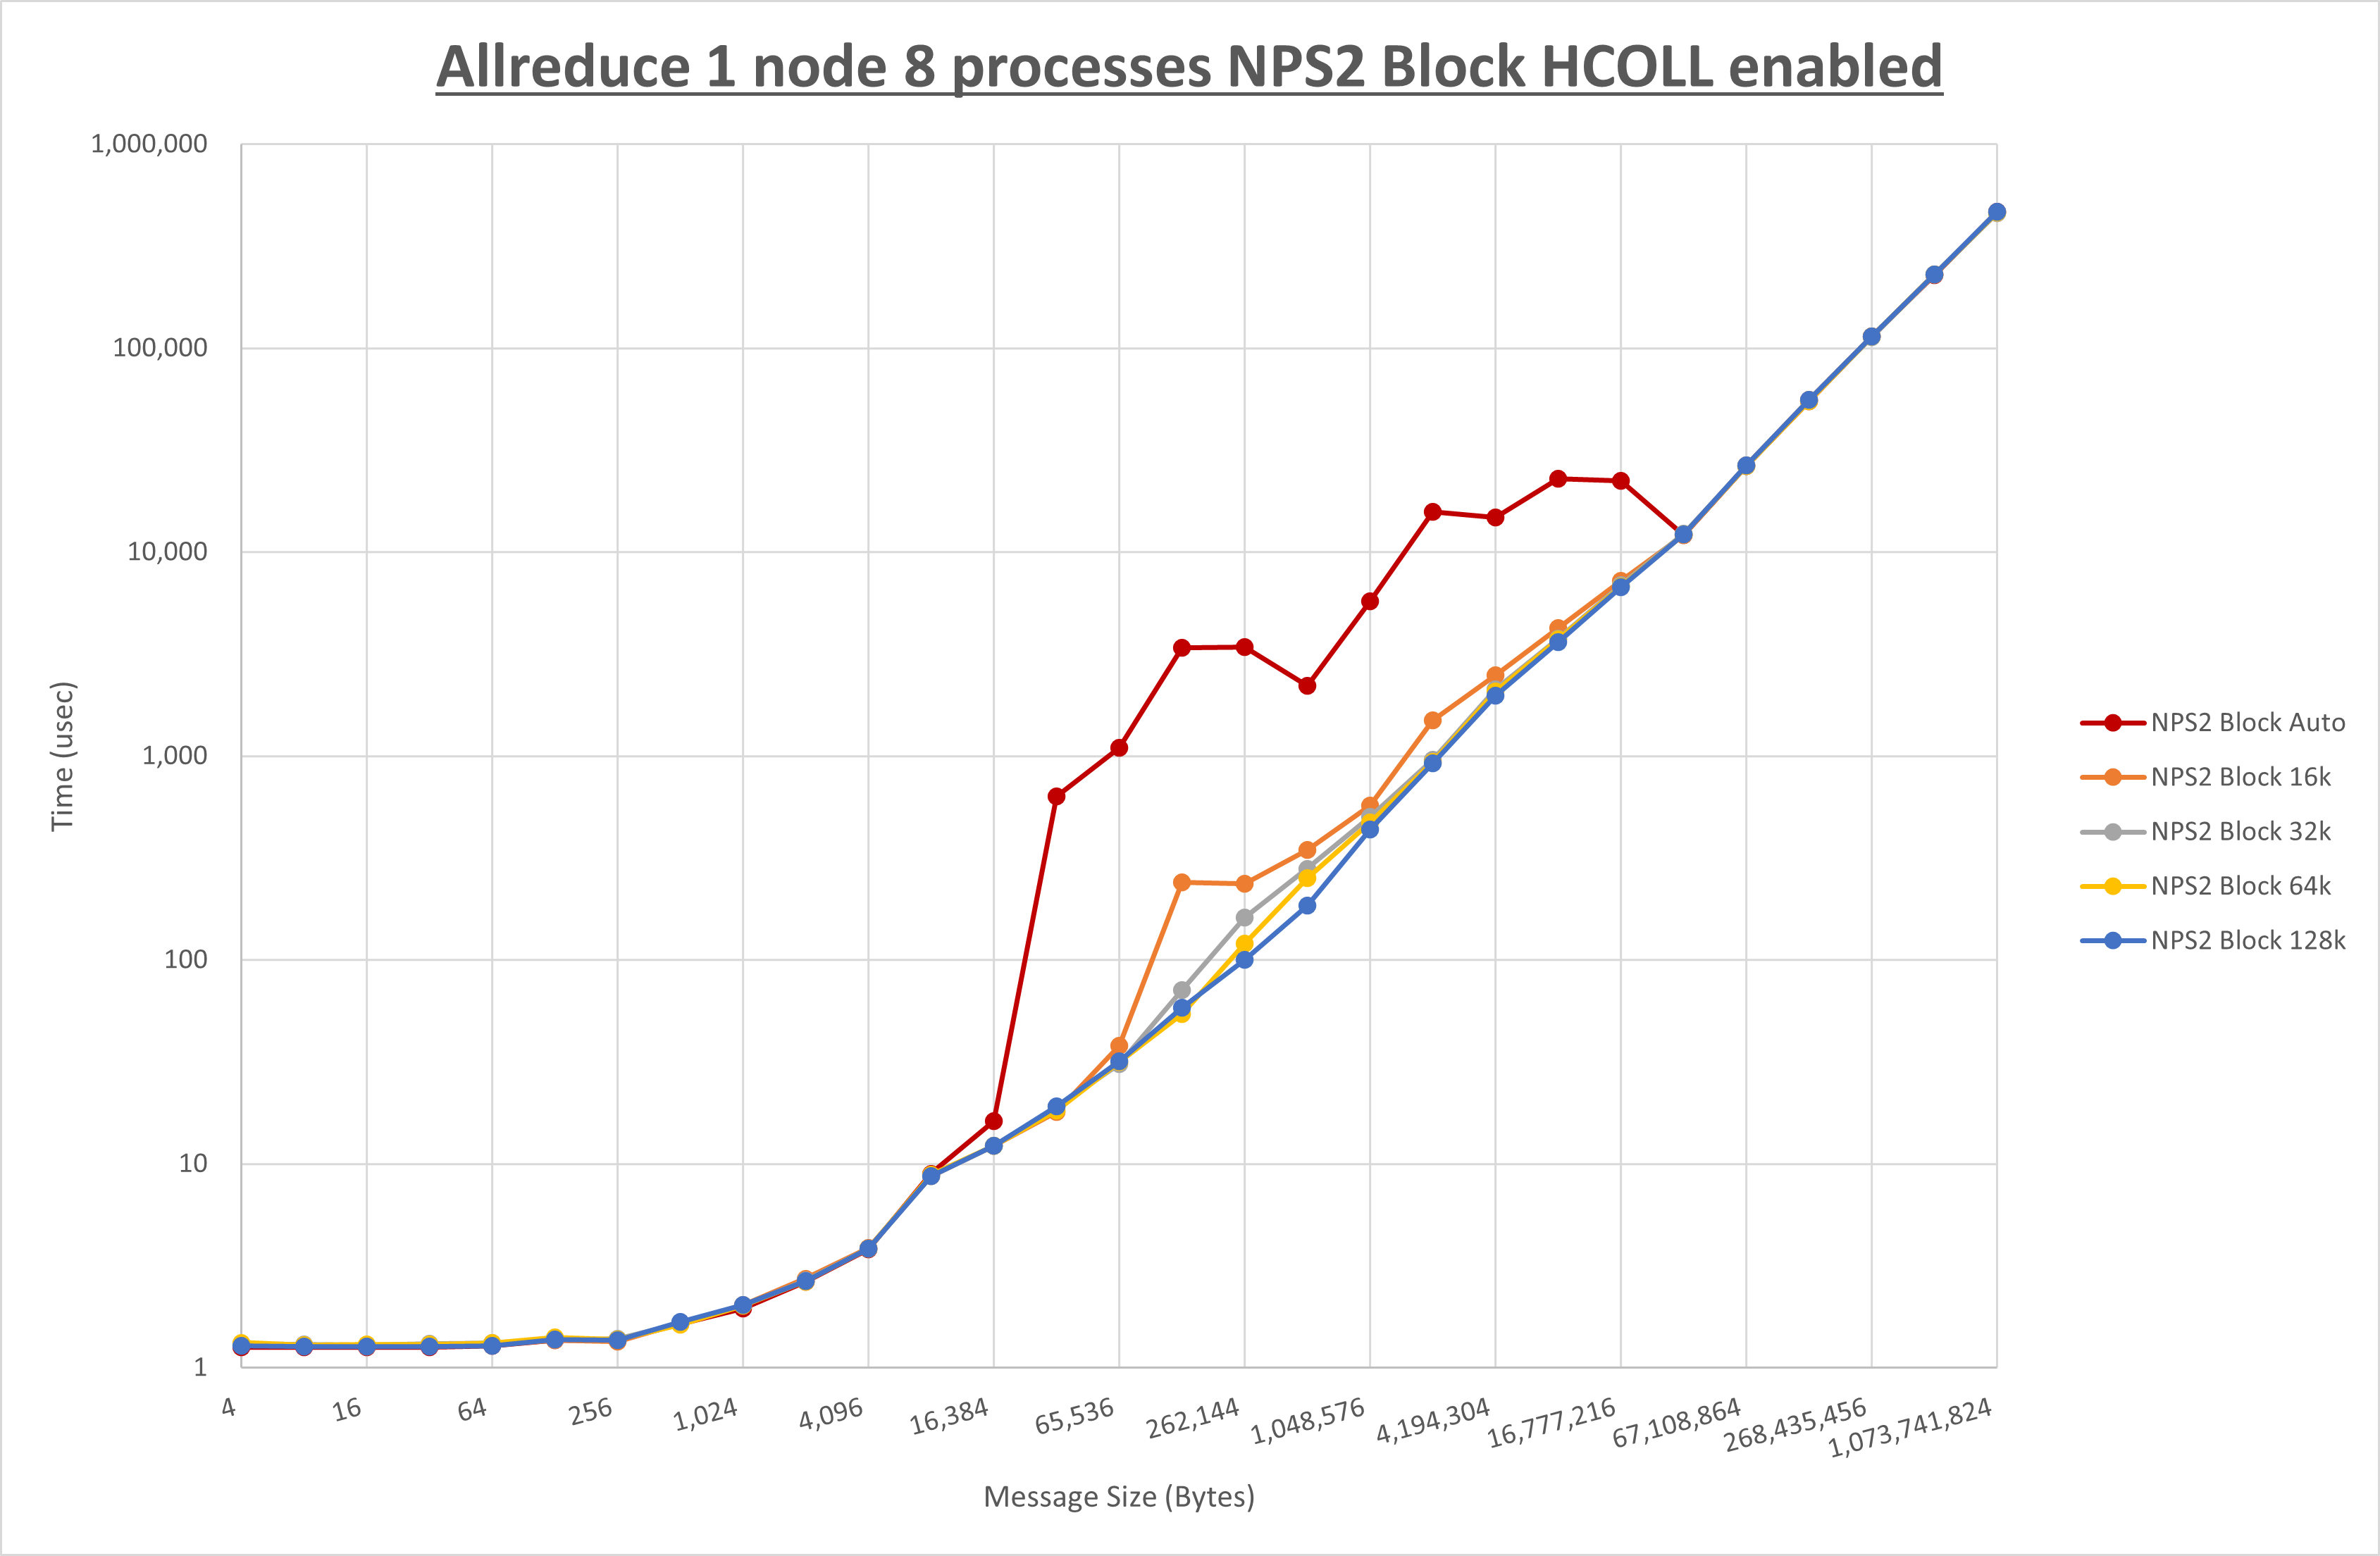 Allreduce 1 node 8 processes NPS2 Block HCOLL enabled
1,000,000
100,000
10,000
1,000
100
10
1
Time (usec)
4
16
64
256
1,024
4,096
16,384
65,536
262,144
1,048,576
4,194,304
16,777,216
67,108,864
268,435,456
1,073,741,824
Message Size (Bytes)
NPS2 Block Auto
NPS2 Block 16k
NPS2 Block 32k
NPS2 Block 64k
NPS2 Block 128k